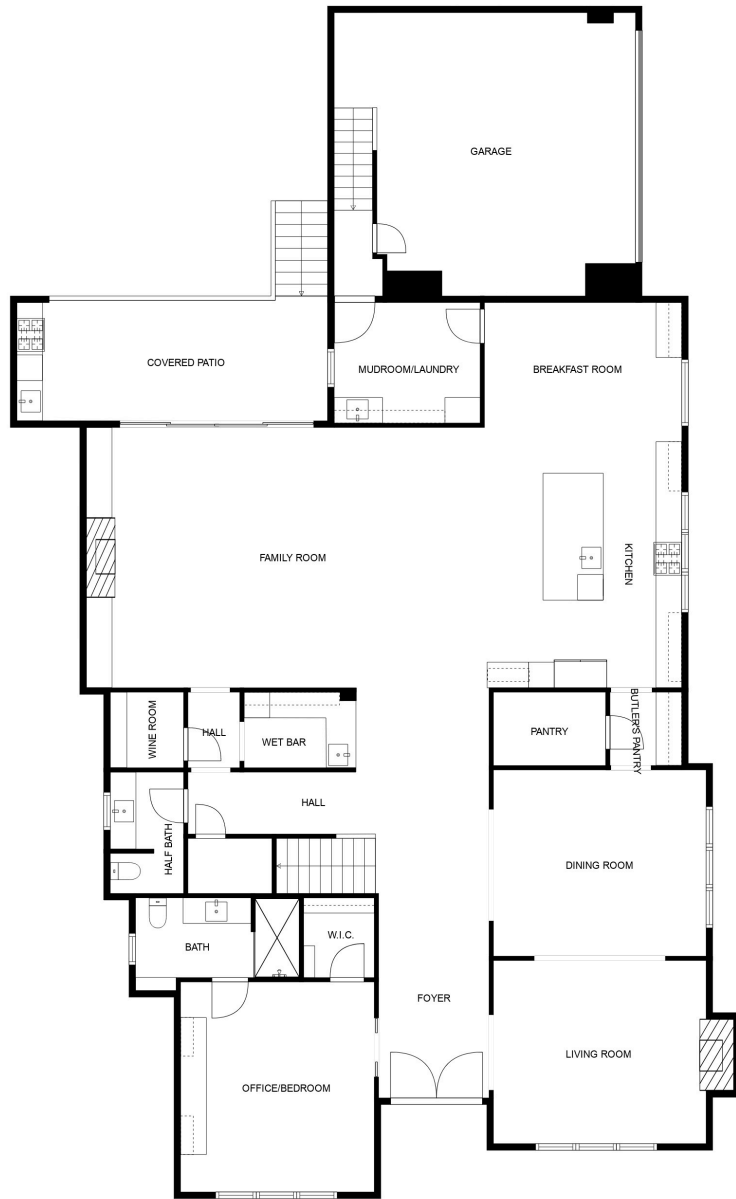 GARAGE
COVERED PATIO
MUDROOM/LAUNDRY
BREAKFAST ROOM
FAMILY ROOM
KITCHEN
WINE ROOM
HALL
WET BAR
PANTRY
BUTLER'S PANTRY
HALL
HALF BATH
DINING ROOM
BATH
W.I.C.
FOYER
LIVING ROOM
OFFICE/BEDROOM